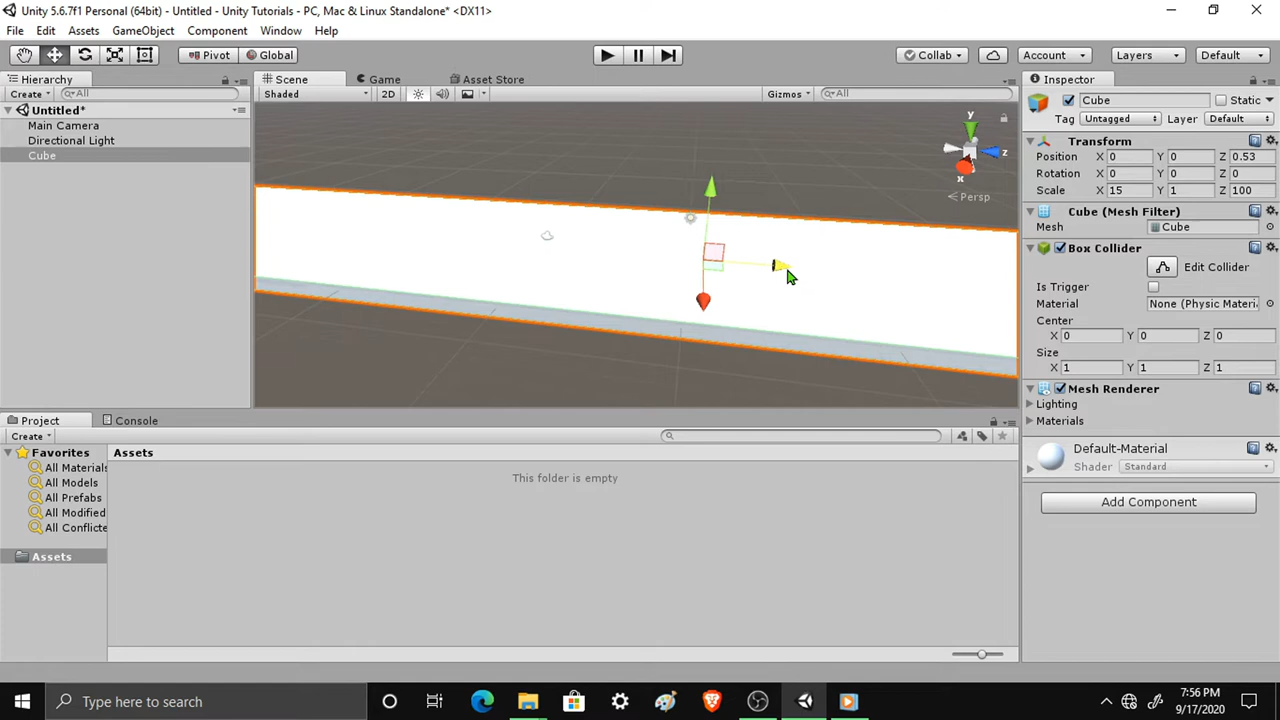 Unity 5.6.7f1 Personal (64bit) - Untitled - Unity Tutorials - PC, Mac & Linux Standalone* <DX11>
File Edit Assets GameObject Component Window Help
Pivot Global Collab Account Layers Default
Hierarchy
Create All
Untitled*
Main Camera
Directional Light
Cube
Scene Game Asset Store
Shaded 2D Gizmos All
y
z
x
Persp
Inspector
Cube Static
Tag Untagged Layer Default
Transform
Position X 0 Y 0 Z 0.53
Rotation X 0 Y 0 Z 0
Scale X 15 Y 1 Z 100
Cube (Mesh Filter)
Mesh Cube
Box Collider
Edit Collider
Is Trigger
Material None (Physic Materi
Center
X 0 Y 0 Z 0
Size
X 1 Y 1 Z 1
Mesh Renderer
Lighting
Materials
Default-Material
Shader Standard
Add Component
Project Console
Create
Favorites
All Materials
All Models
All Prefabs
All Modified
All Conflicte
Assets
Assets
This folder is empty
Type here to search
7:56 PM
9/17/2020